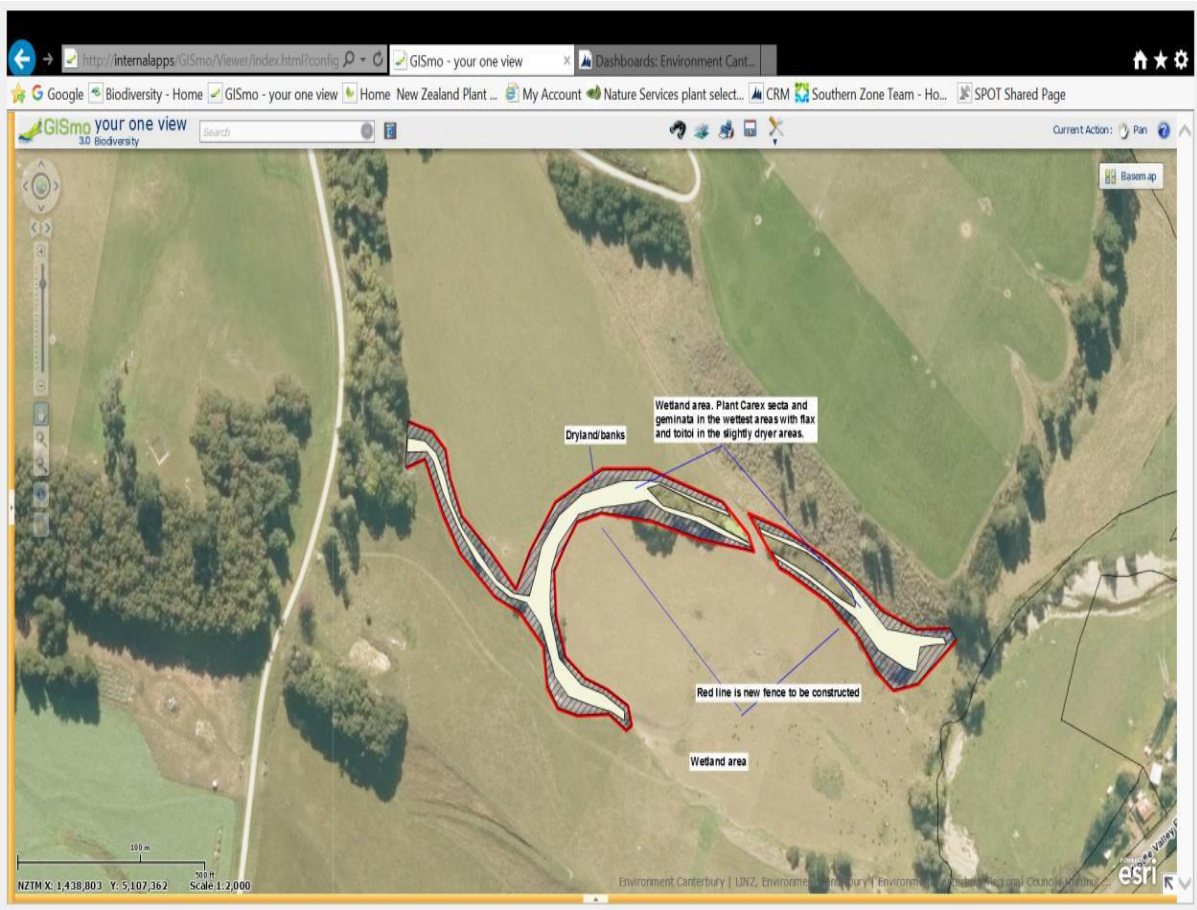 http://internalapps/GISmo/Viewer/index.html?config
GISmo - your one view
Dashboards: Environment Cant...
Google Biodiversity - Home GISmo - your one view Home New Zealand Plant ... My Account Nature Services plant select... CRM Southern Zone Team - Ho... SPOT Shared Page
GISmo your one view
3.0 Biodiversity
Search
Current Action: Pan
Basemap
Wetland area. Plant Carex secta and
geminata in the wettest areas with flax
and toitoi in the slightly dryer areas.
Dryland/banks
Red line is new fence to be constructed
Wetland area
100 m
300 ft
NZTM X: 1,438,803 Y: 5,107,362 Scale 1:2,000
Environment Canterbury | LINZ,
Valley
POWERED BY
esri